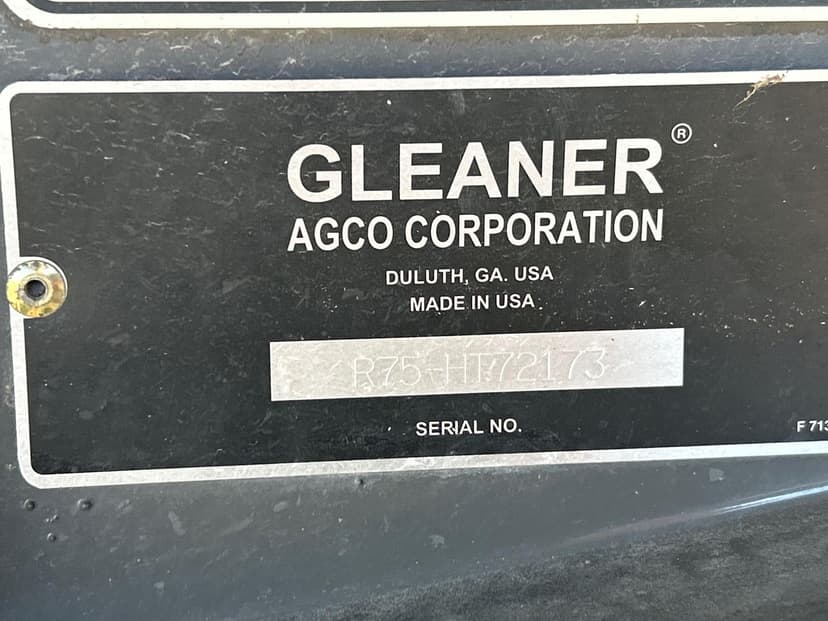 GLEANER®
AGCO CORPORATION
DULUTH, GA. USA
MADE IN USA.
R75-HT72173
SERIAL NO.
F 713